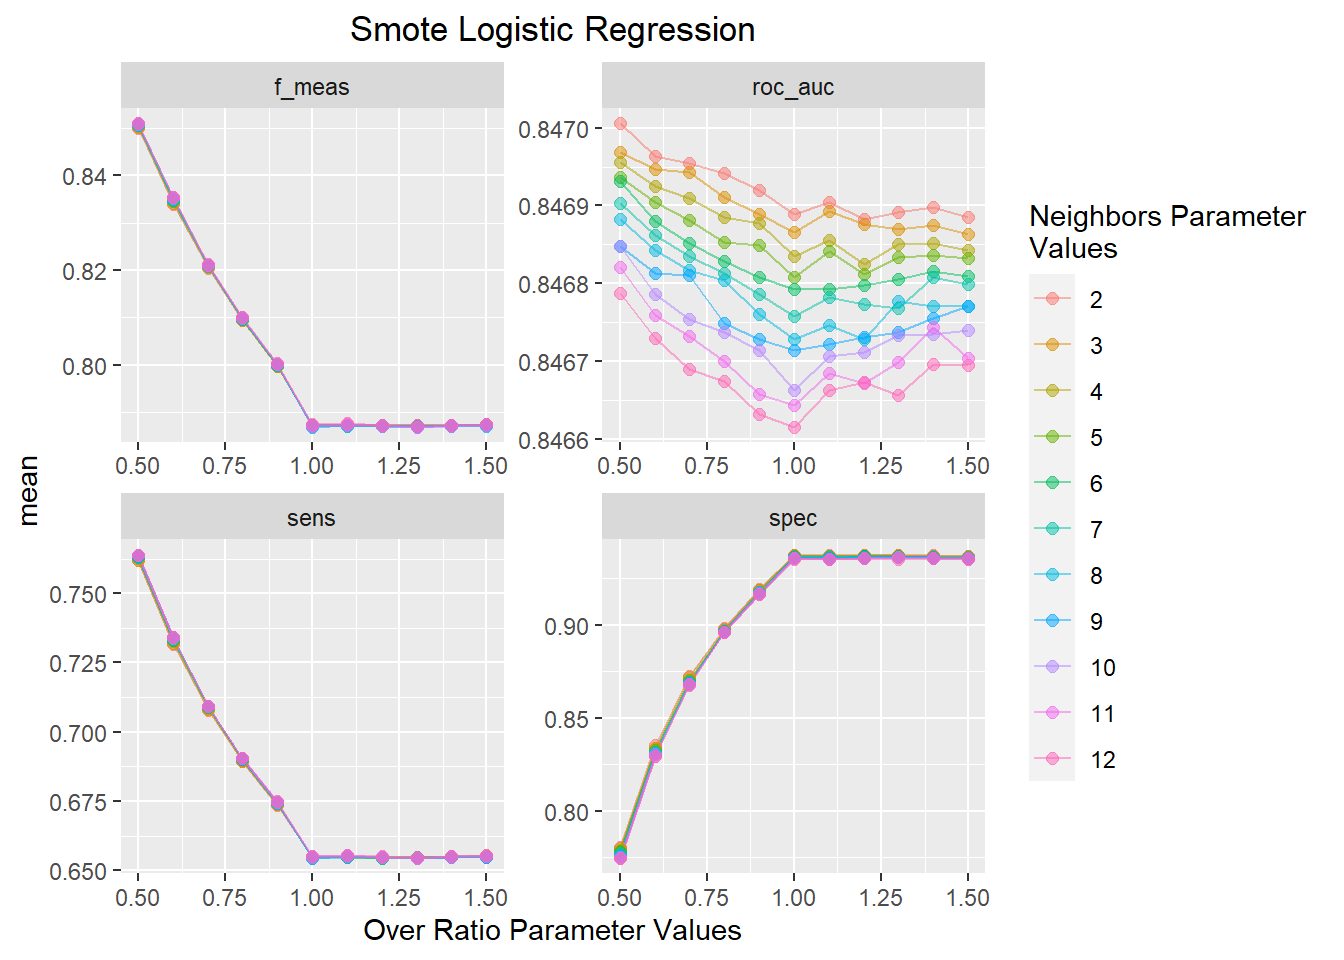 Smote Logistic Regression
f_meas
roc_auc
0.84
0.82
0.80
0.8470
0.8469
0.8468
0.8467
0.8466
0.50 0.75 1.00 1.25 1.50
0.50 0.75 1.00 1.25 1.50
mean
sens
spec
0.750
0.725
0.700
0.675
0.650
0.90
0.85
0.80
0.50 0.75 1.00 1.25 1.50
0.50 0.75 1.00 1.25 1.50
Over Ratio Parameter Values
Neighbors Parameter
Values
2
3
4
5
6
7
8
9
10
11
12